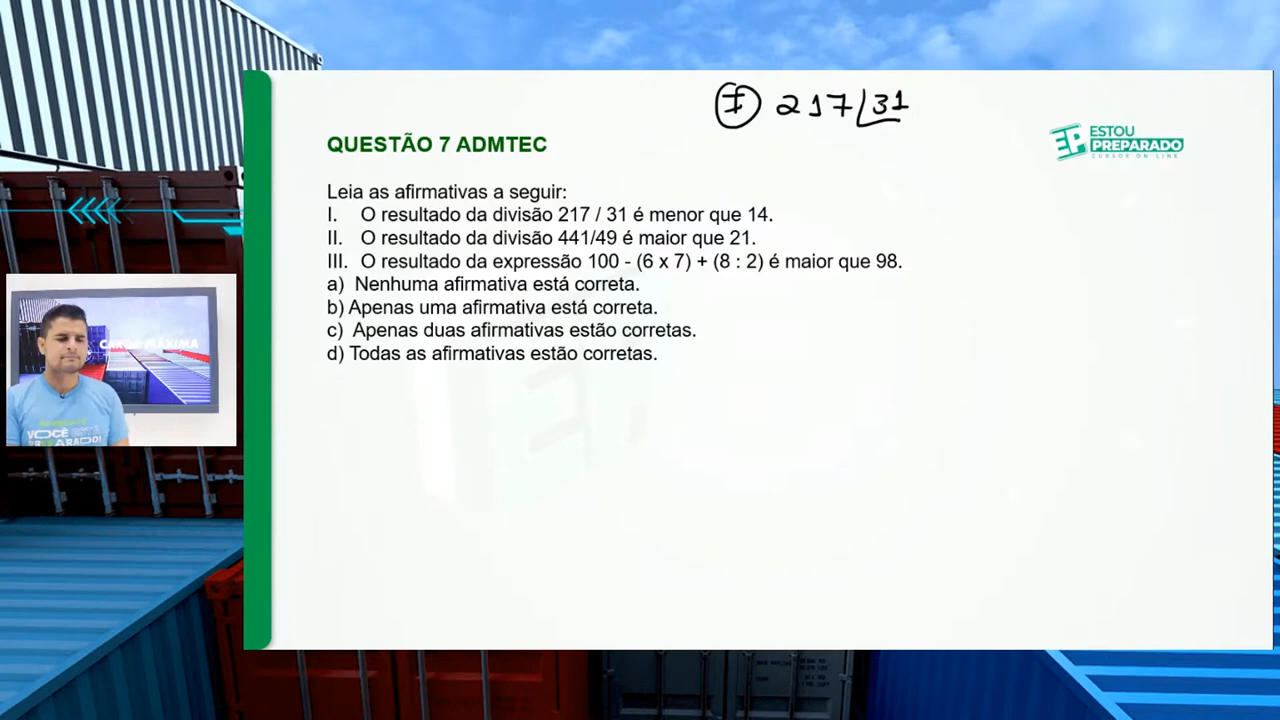 I 217 31
QUESTÃO 7 ADMTEC
ESTOU
PREPARADO
CURSOS ON-LINE
Leia as afirmativas a seguir:
I. O resultado da divisão 217 / 31 é menor que 14.
II. O resultado da divisão 441/49 é maior que 21.
III. O resultado da expressão 100 - (6 x 7) + (8 : 2) é maior que 98.
a) Nenhuma afirmativa está correta.
b) Apenas uma afirmativa está correta.
c) Apenas duas afirmativas estão corretas.
d) Todas as afirmativas estão corretas.
VOCÊ ESTÁ